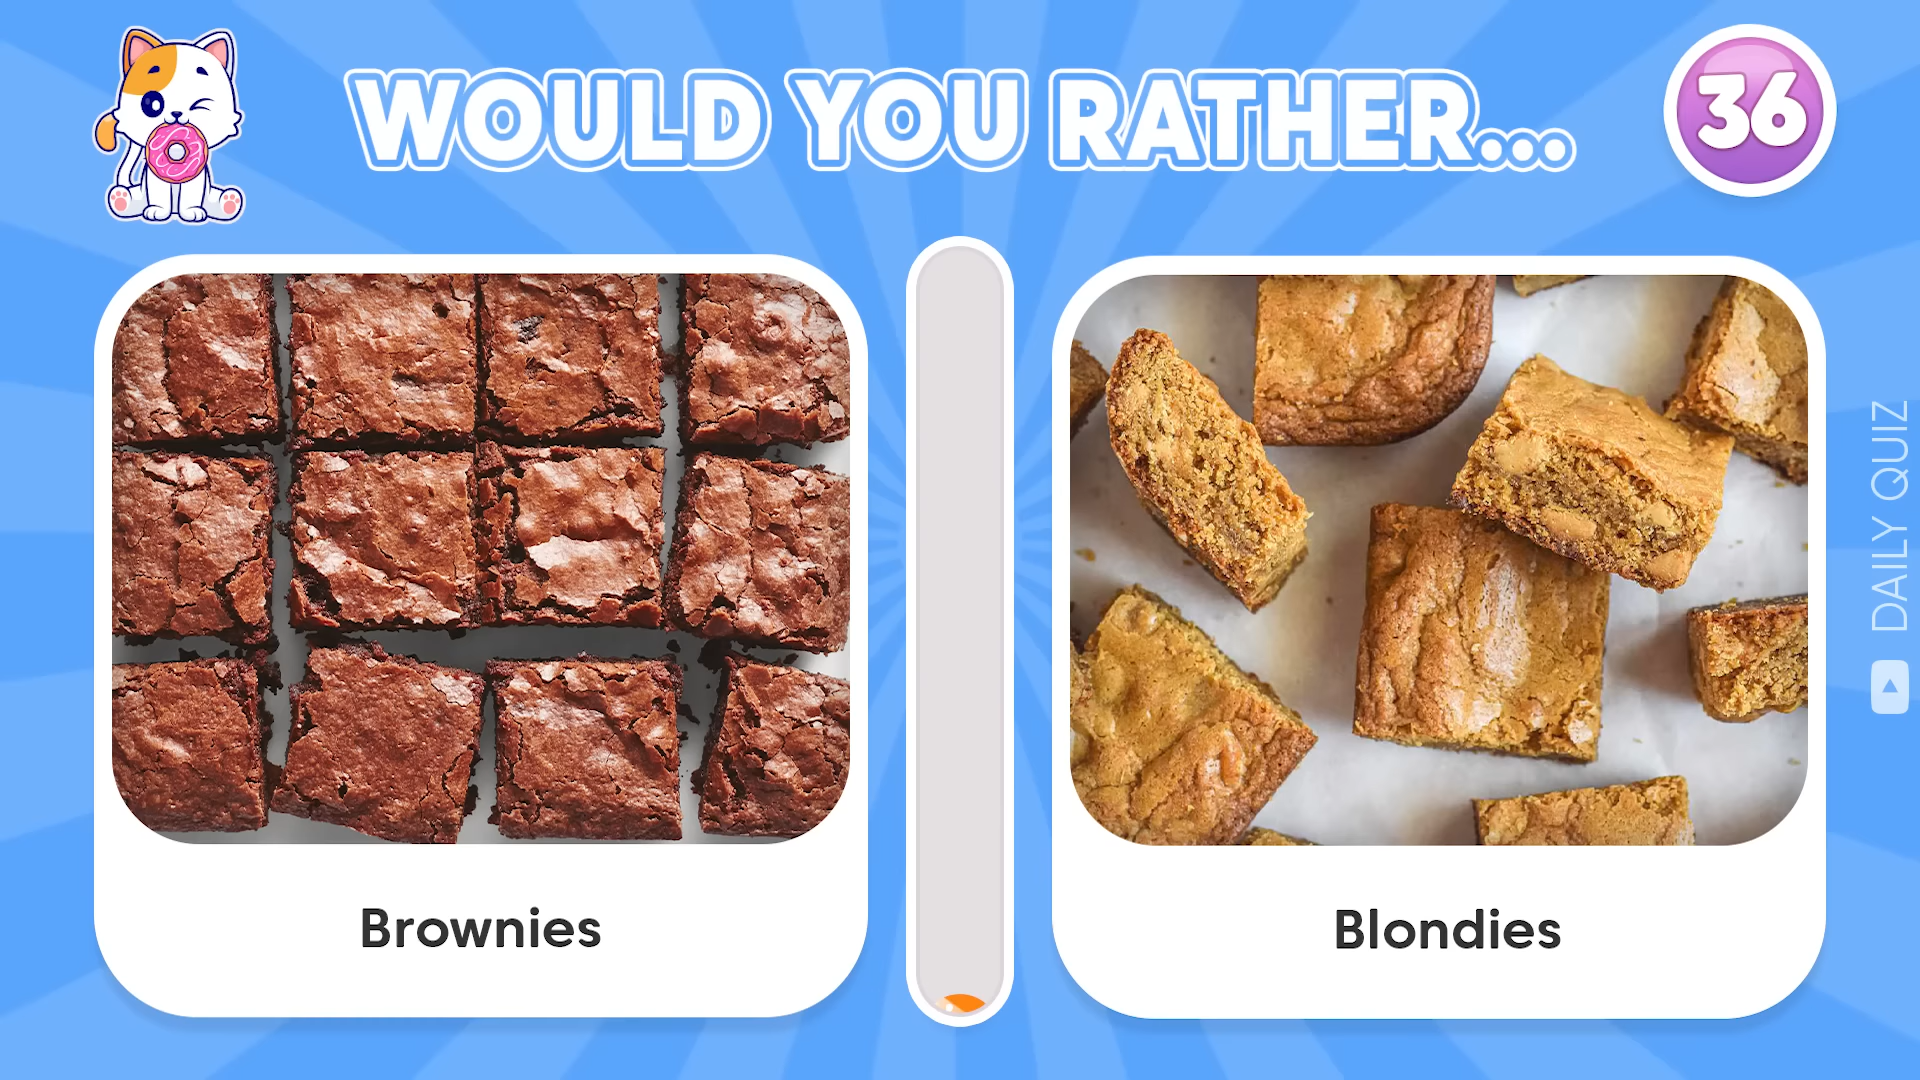 WOULD YOU RATHER...
36
Brownies
Blondies
DAILY QUIZ